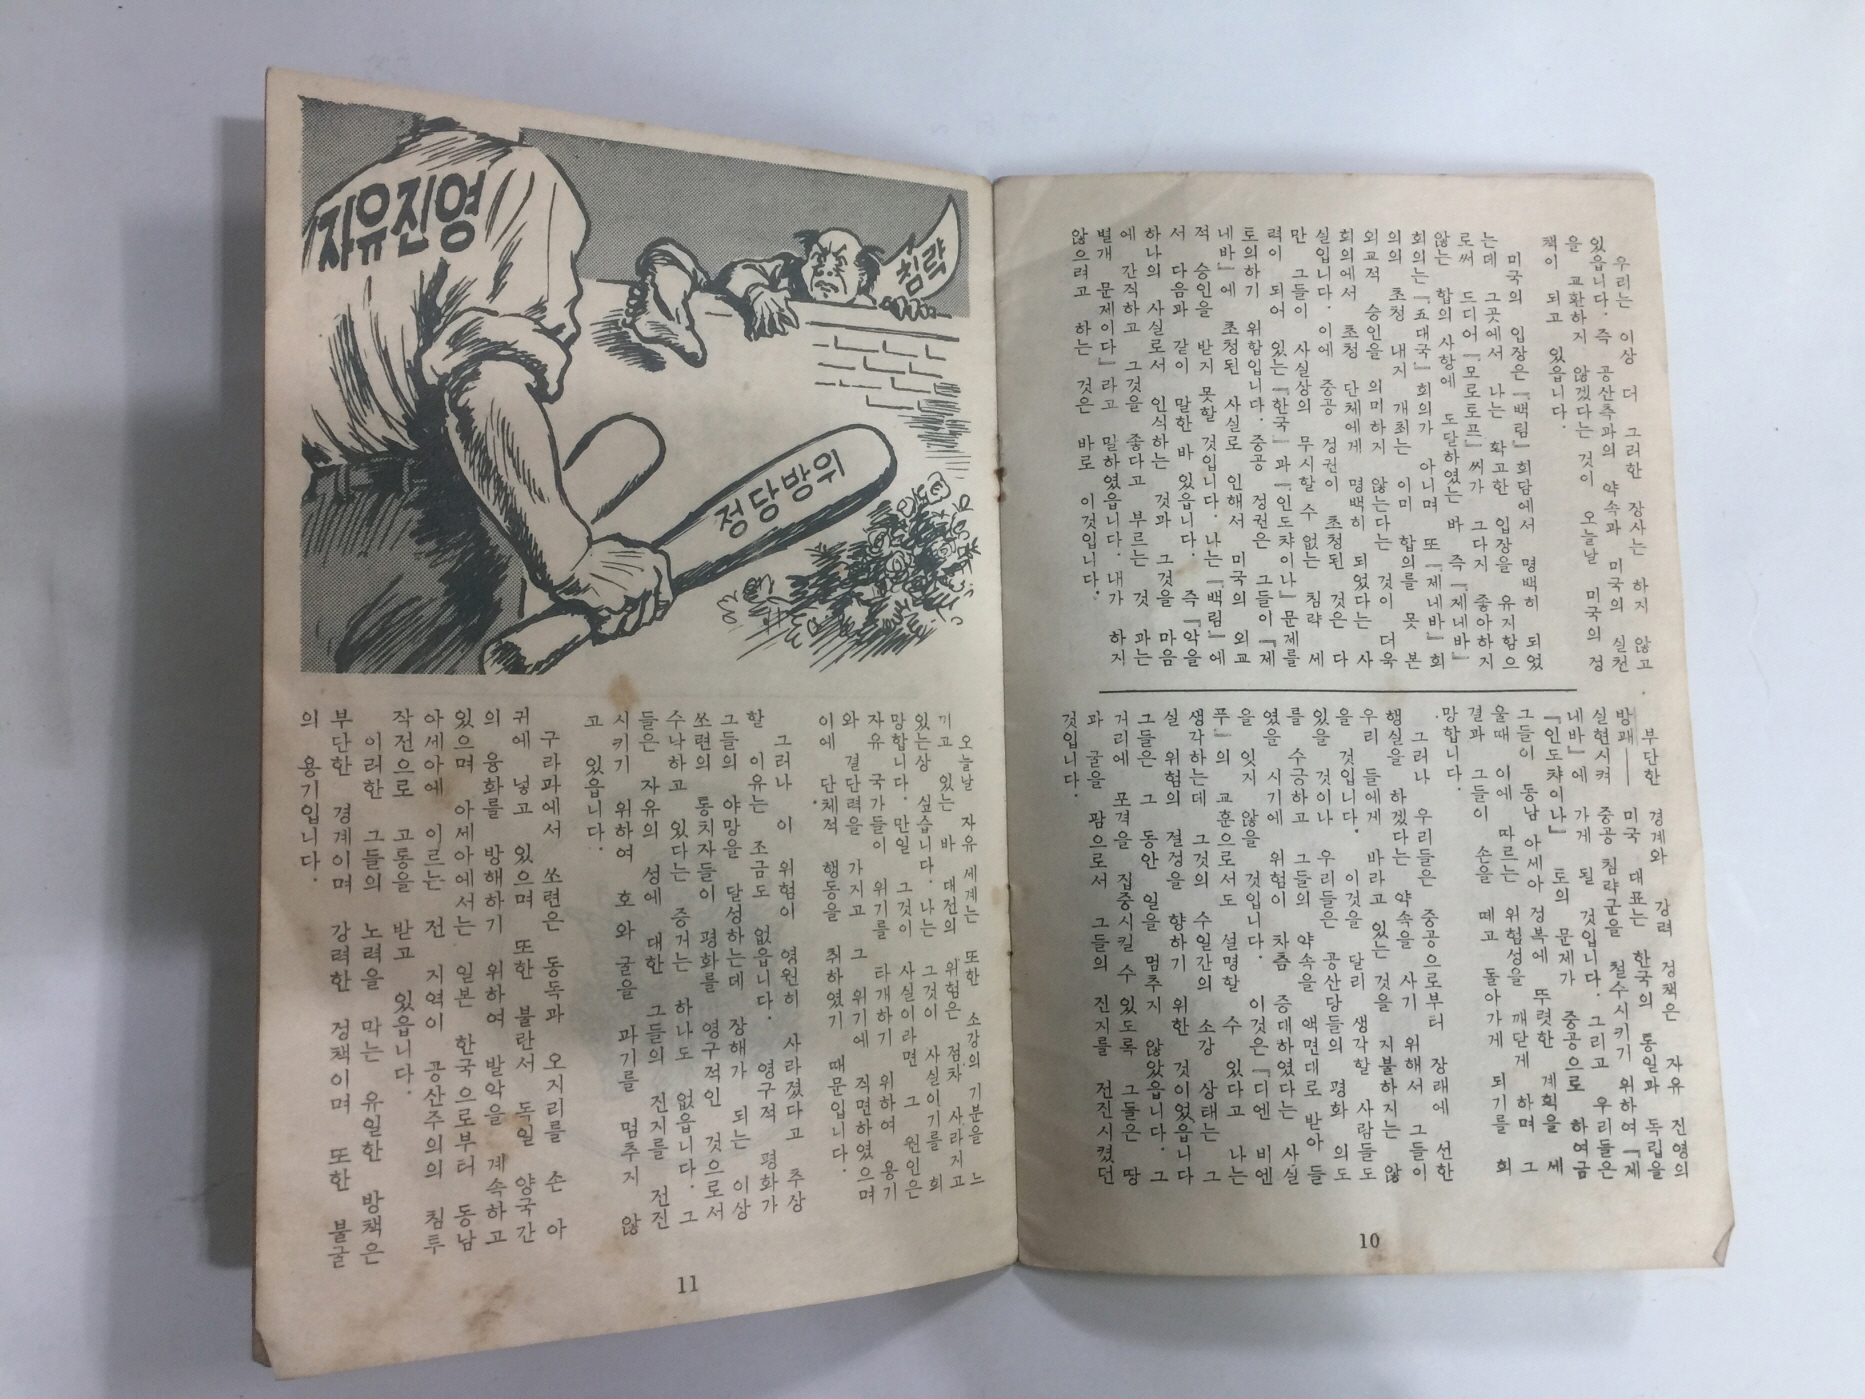 우리는 이상 더 그러한 장사는 하지 않고
있읍니다. 즉 공산측과의 약속과 미국의 실천
을 교환하지 않겠다는 것이 오늘날 미국의 정
책이 되고 있읍니다.
미국의 입장은 『백림』 회담에서 명백히 되었
는데 그곳에서 나는 확고한 입장을 유지함으
로써 드디어 『모로토프』씨가 그다지 좋아하지
않는 합의 사항에 도달하였는 바 즉 『제네바』
회의는 『五대국』 회의가 아니며 또 『제네바』 회
의의 초청 내지 개최는 이미 합의를 못 본
외교적 승인을 의미하지 않는다는 것이 더욱
회의에서 초청 단체에게 명백히 되었다는 사
실입니다. 이에 중공 정권이 초청된 것은 다
만 그들이 사실상의 무시할 수 없는 침략 세
력이 되어 있는 『한국』과 『인도챠이나』 문제를
토의하기 위함입니다. 중공 정권은 그들이 『제
네바』에 초청된 사실로 인해서 미국의 외교
적 승인을 받지 못할 것입니다. 나는 『백림』에
서 다음과 같이 말한 바 있읍니다. 즉 『악을
하나의 사실로서 인식하는 것과 그것을 마음
에 간직하고 그것을 좋다고 부르는 것 과는
별개 문제이다』라고 말하였읍니다. 내가 하지
않으려고 하는 것은 바로 이것입니다.
부단한 경계와 강력 정책은 자유 진영의
방패── 미국 대표는 한국의 통일과 독립을
실현시켜 중공 침략군을 철수시키기 위하여 『제
네바』에 가게 될 것입니다. 그리고 우리들은
『인도챠이나』 토의 문제가 중공으로 하여금
그들이 동남 아세아 정복에 뚜렷한 계획을 세
울때 이에 따르는 위험성을 깨닫게 하며 그
결과 그들이 손을 떼고 돌아가게 되기를 희
망합니다.
그러나 우리들은 중공으로부터 장래에 선한
행실을 하겠다는 약속을 사기 위해서 그들이
우리 들에게 바라고 있는 것을 지불하지는 않
을 것입니다. 이것을 달리 생각할 사람들도
있을 것이나 우리들은 공산당들의 평화 의도
를 수긍하고 그들의 약속을 액면대로 받아 들
였을 시기에 위험이 차츰 증대하였다는 사실
을 잊지 않을 것입니다. 이것은 『디엔 비엔
푸』의 교훈으로서도 설명할 수 있다고 나는
생각하는데 그것의 수일간의 소강 상태는 그
실 위험의 절정을 향하기 위한 것이었읍니다
그들은 그 동안 일을 멈추지 않았읍니다. 그
거리에 모격을 집중시킬 수 있도록 그들은 땅
과 굴을 팜으로서 그들의 진지를 전진시켰던
것입니다.
10
자유진영
침략
정당방위
오늘날 자유 세계는 또한 소강의 기분을 느
끼고 있는 바 대전의 위험은 점차 사라지고
있는상 싶습니다. 나는 그것이 사실이기를 희
망합니다. 만일 그것이 사실이라면 그 원인은
자유 국가들이 위기를 타개하기 위하여 용기
와 결단력을 가지고 그 위기에 직면하였으며
이에 단체적 행동을 취하였기 때문입니다.
그러나 이 위험이 영원히 사라졌다고 추상
할 이유는 조금도 없읍니다. 영구적 평화가
그들의 야망을 달성하는데 장해가 되는 이상
쏘련의 통치자들이 평화를 영구적인 것으로서
수나하고 있다는 증거는 하나도 없읍니다. 그
들은 자유의 성에 대한 그들의 진지를 전진
시키기 위하여 호와 굴을 과기를 멈추지 않
고 있읍니다.
구라파에서 쏘련은 동독과 오지리를 손 아
귀에 넣고 있으며 또한 불란서 독일 양국간
의 융화를 방해하기 위하여 발악을 계속하고
있으며 아세아에서는 일본 한국으로부터 동남
아세아에 이르는 전 지역이 공산주의의 침투
작전으로 고통을 받고 있읍니다.
이러한 그들의 노력을 막는 유일한 방책은
부단한 경계이며 강력한 정책이며 또한 불굴
의 용기입니다.
11